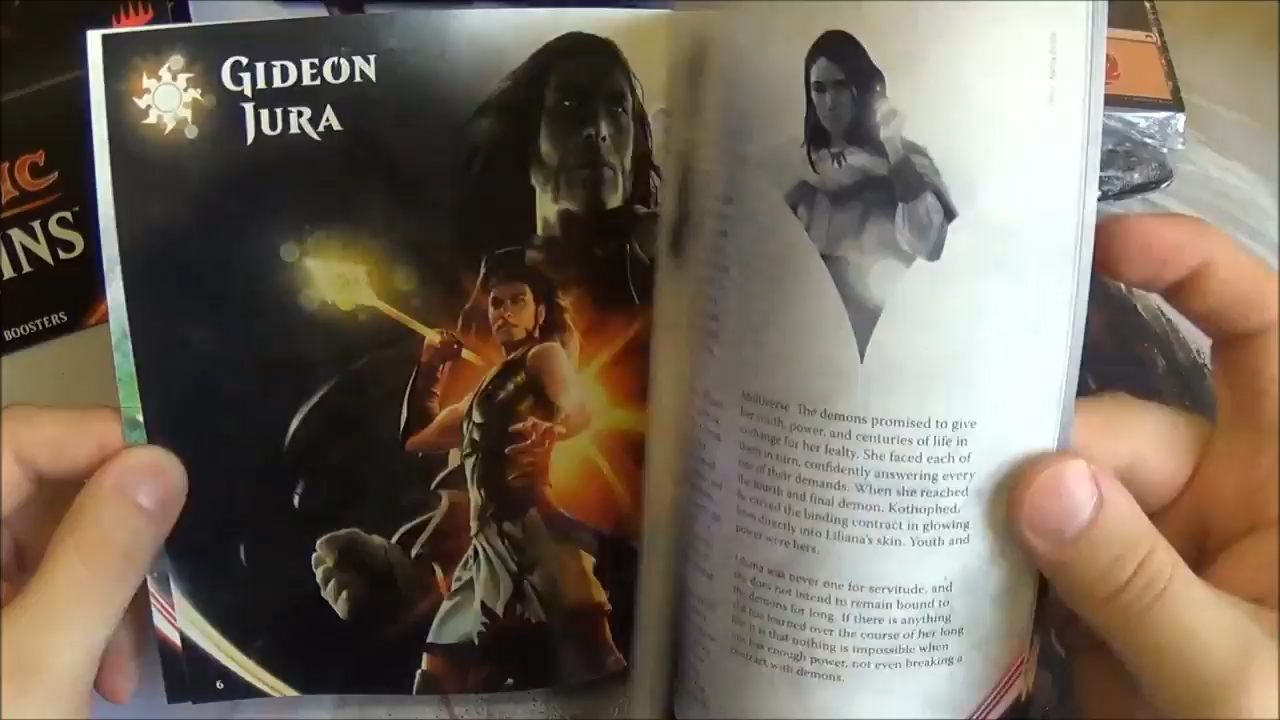 GIDEON
JURA
IC
INS
BOOSTERS
6
Multiverse. The demons promised to give
her youth, power, and centuries of life in
exchange for her fealty. She faced each of
them in turn, confidently answering every
one of their demands. When she reached
the fourth and final demon, Kothophed,
he carved the binding contract in glowing
lines directly into Liliana's skin. Youth and
power were hers.
Liliana was never one for servitude, and
she does not intend to remain bound to
the demons for long. If there is anything
she has learned over the course of her long
life it is that nothing is impossible when
one has enough power, not even breaking a
contract with demons.